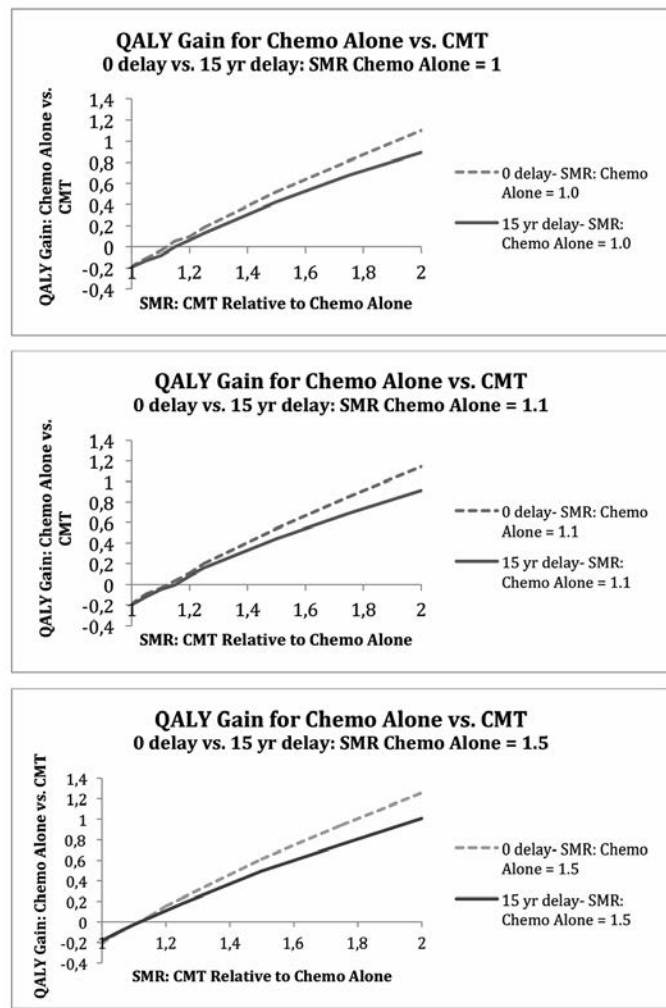 QALY Gain for Chemo Alone vs. CMT
0 delay vs. 15 yr delay: SMR Chemo Alone = 1
QALY Gain: Chemo Alone vs.
CMT
1,4
1,2
1
0,8
0,6
0,4
0,2
0
-0,2
-0,4
1
1,2
1,4
1,6
1,8
2
SMR: CMT Relative to Chemo Alone
0 delay- SMR: Chemo
Alone = 1.0
15 yr delay- SMR:
Chemo Alone = 1.0
QALY Gain for Chemo Alone vs. CMT
0 delay vs. 15 yr delay: SMR Chemo Alone = 1.1
QALY Gain: Chemo Alone vs.
CMT
1,4
1,2
1
0,8
0,6
0,4
0,2
0
-0,2
-0,4
1
1,2
1,4
1,6
1,8
2
SMR: CMT Relative to Chemo Alone
0 delay- SMR: Chemo
Alone = 1.1
15 yr delay- SMR:
Chemo Alone = 1.1
QALY Gain for Chemo Alone vs. CMT
0 delay vs. 15 yr delay: SMR Chemo Alone = 1.5
QALY Gain: Chemo Alone vs. CMT
1,4
1,2
1
0,8
0,6
0,4
0,2
0
-0,2
-0,4
1
1,2
1,4
1,6
1,8
2
SMR: CMT Relative to Chemo Alone
0 delay- SMR: Chemo
Alone = 1.5
15 yr delay- SMR:
Chemo Alone = 1.5